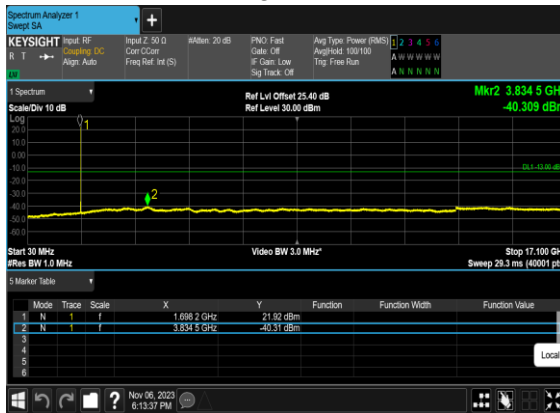 Spectrum Analyzer 1
Swept SA
+
KEYSIGHT Input: RF Input Z: 50 Ω #Atten: 20 dB PNO: Fast Avg Type: Power (RMS) 1 2 3 4 5 6
R T Coupling: DC Corr CCorr Gate: Off Avg|Hold: 100/100 A W W W W W
Align: Auto Freq Ref: Int (S) IF Gain: Low Trig: Free Run
LXI Sig Track: Off A N N N N N
1 Spectrum Ref Lvl Offset 25.40 dB Mkr2 3.834 5 GH
Scale/Div 10 dB Ref Level 30.00 dBm -40.309 dBr
Log
20.0
10.0
0.00
-10.0
-20.0
-30.0
-40.0
-50.0
-60.0
1
2
DL1 -13.00 dB
Start 30 MHz Video BW 3.0 MHz* Stop 17.100 GH
#Res BW 1.0 MHz Sweep 29.3 ms (40001 pts
5 Marker Table
Mode Trace Scale X Y Function Function Width Function Value
1 N 1 f 1.698 2 GHz 21.92 dBm
2 N 1 f 3.834 5 GHz -40.31 dBm
3
4
5
6
Local
? Nov 06, 2023
6:13:37 PM